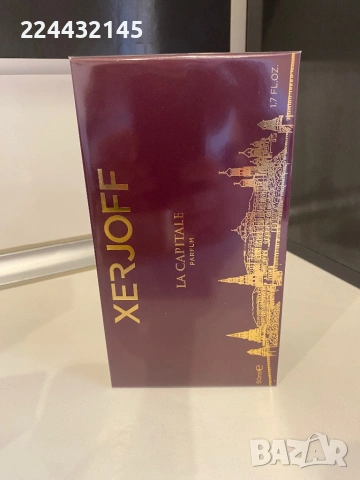 224432145
XERJOFF
LA CAPITALE
PARFUM
1.7 FL.OZ.
50ml e
BAZAR
.bg